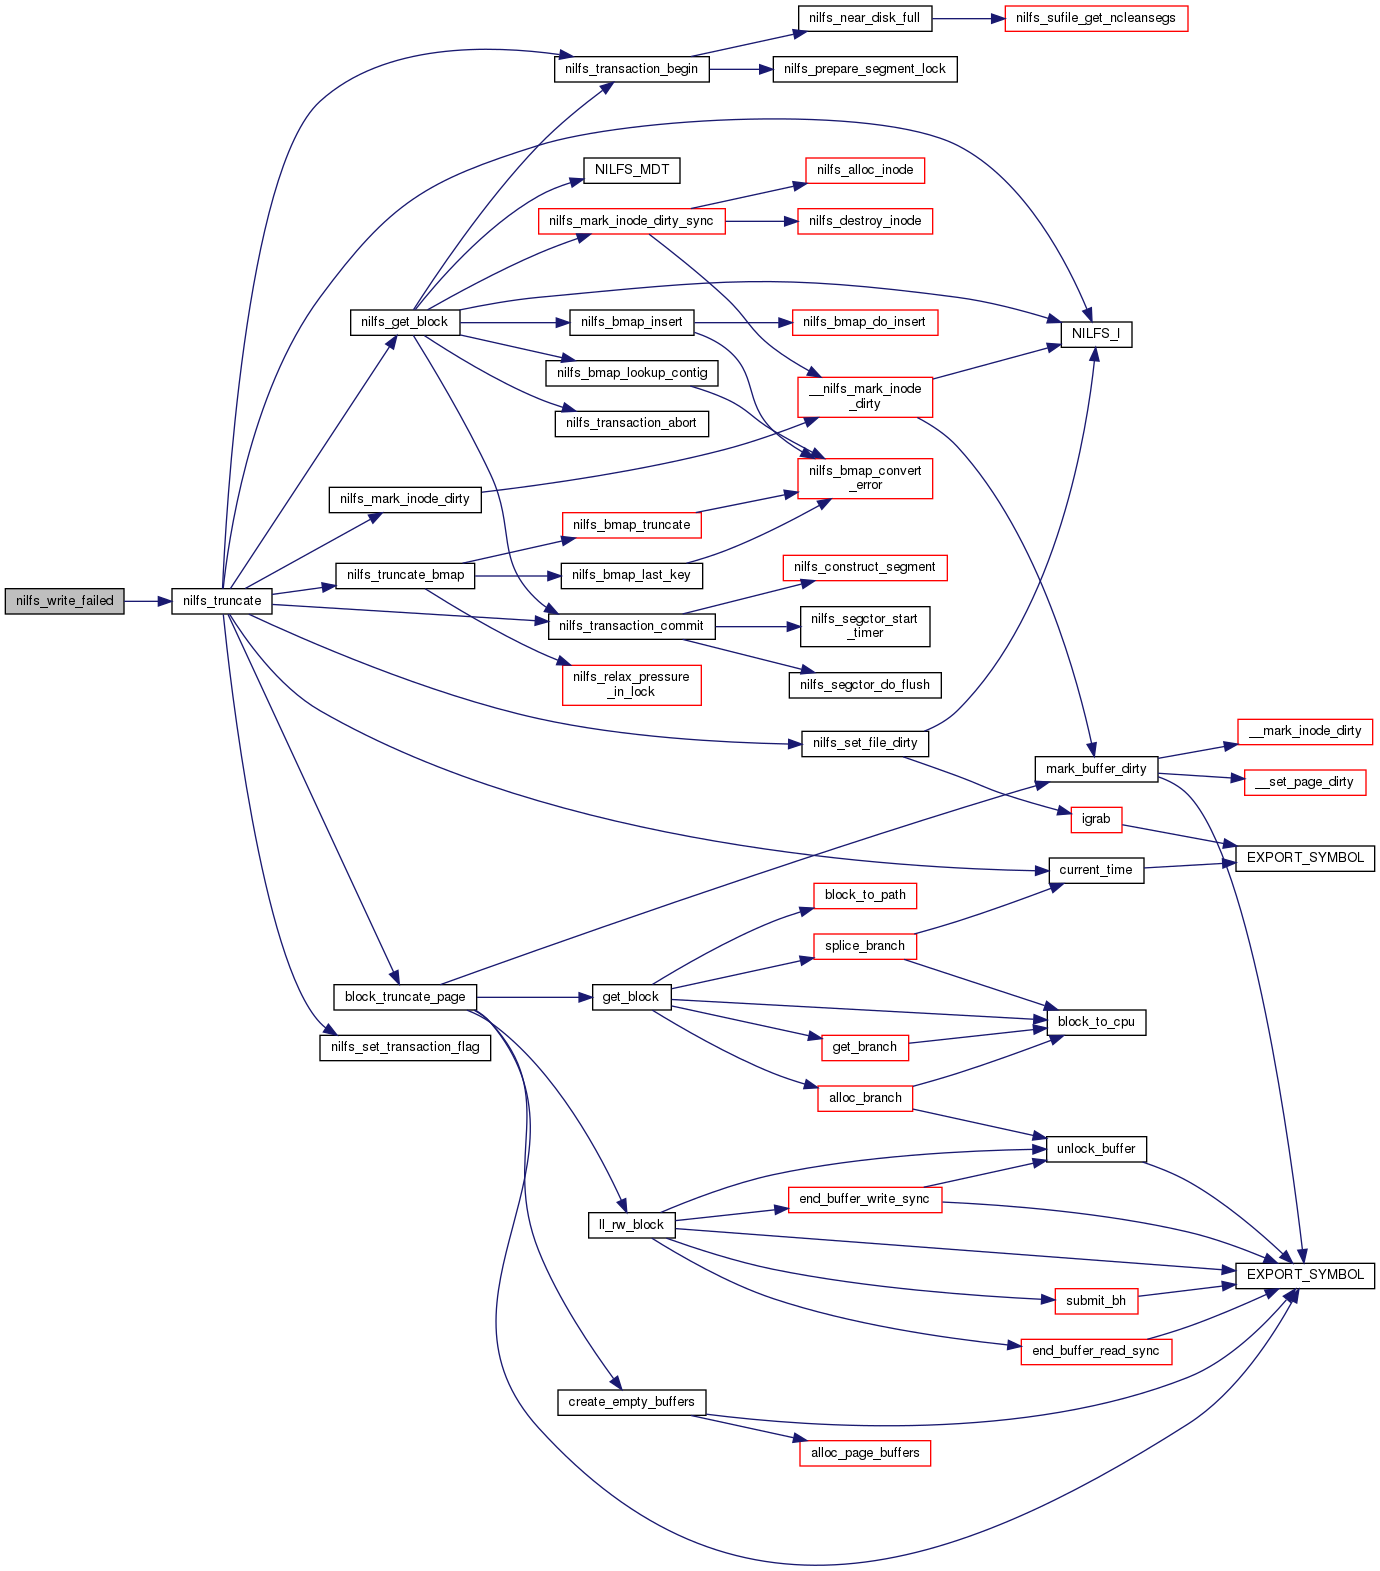 nilfs_near_disk_full
nilfs_sufile_get_ncleansegs
nilfs_transaction_begin
nilfs_prepare_segment_lock
NILFS_MDT
nilfs_alloc_inode
nilfs_mark_inode_dirty_sync
nilfs_destroy_inode
nilfs_get_block
nilfs_bmap_insert
nilfs_bmap_do_insert
NILFS_I
nilfs_bmap_lookup_contig
__nilfs_mark_inode
_dirty
nilfs_transaction_abort
nilfs_bmap_convert
_error
nilfs_mark_inode_dirty
nilfs_bmap_truncate
nilfs_construct_segment
nilfs_truncate_bmap
nilfs_bmap_last_key
nilfs_write_failed
nilfs_truncate
nilfs_transaction_commit
nilfs_segctor_start
_timer
nilfs_relax_pressure
_in_lock
nilfs_segctor_do_flush
nilfs_set_file_dirty
__mark_inode_dirty
mark_buffer_dirty
__set_page_dirty
igrab
EXPORT_SYMBOL
current_time
block_to_path
splice_branch
block_truncate_page
get_block
block_to_cpu
nilfs_set_transaction_flag
get_branch
alloc_branch
unlock_buffer
end_buffer_write_sync
ll_rw_block
EXPORT_SYMBOL
submit_bh
end_buffer_read_sync
create_empty_buffers
alloc_page_buffers